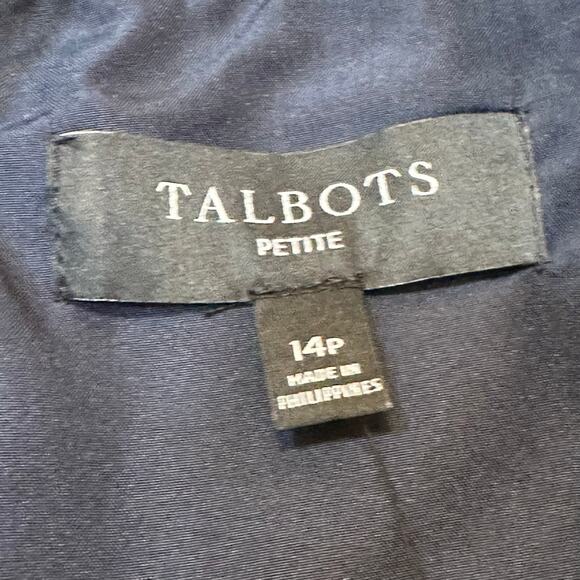 TALBOTS
PETITE
14P
MADE IN
PHILIPPINES